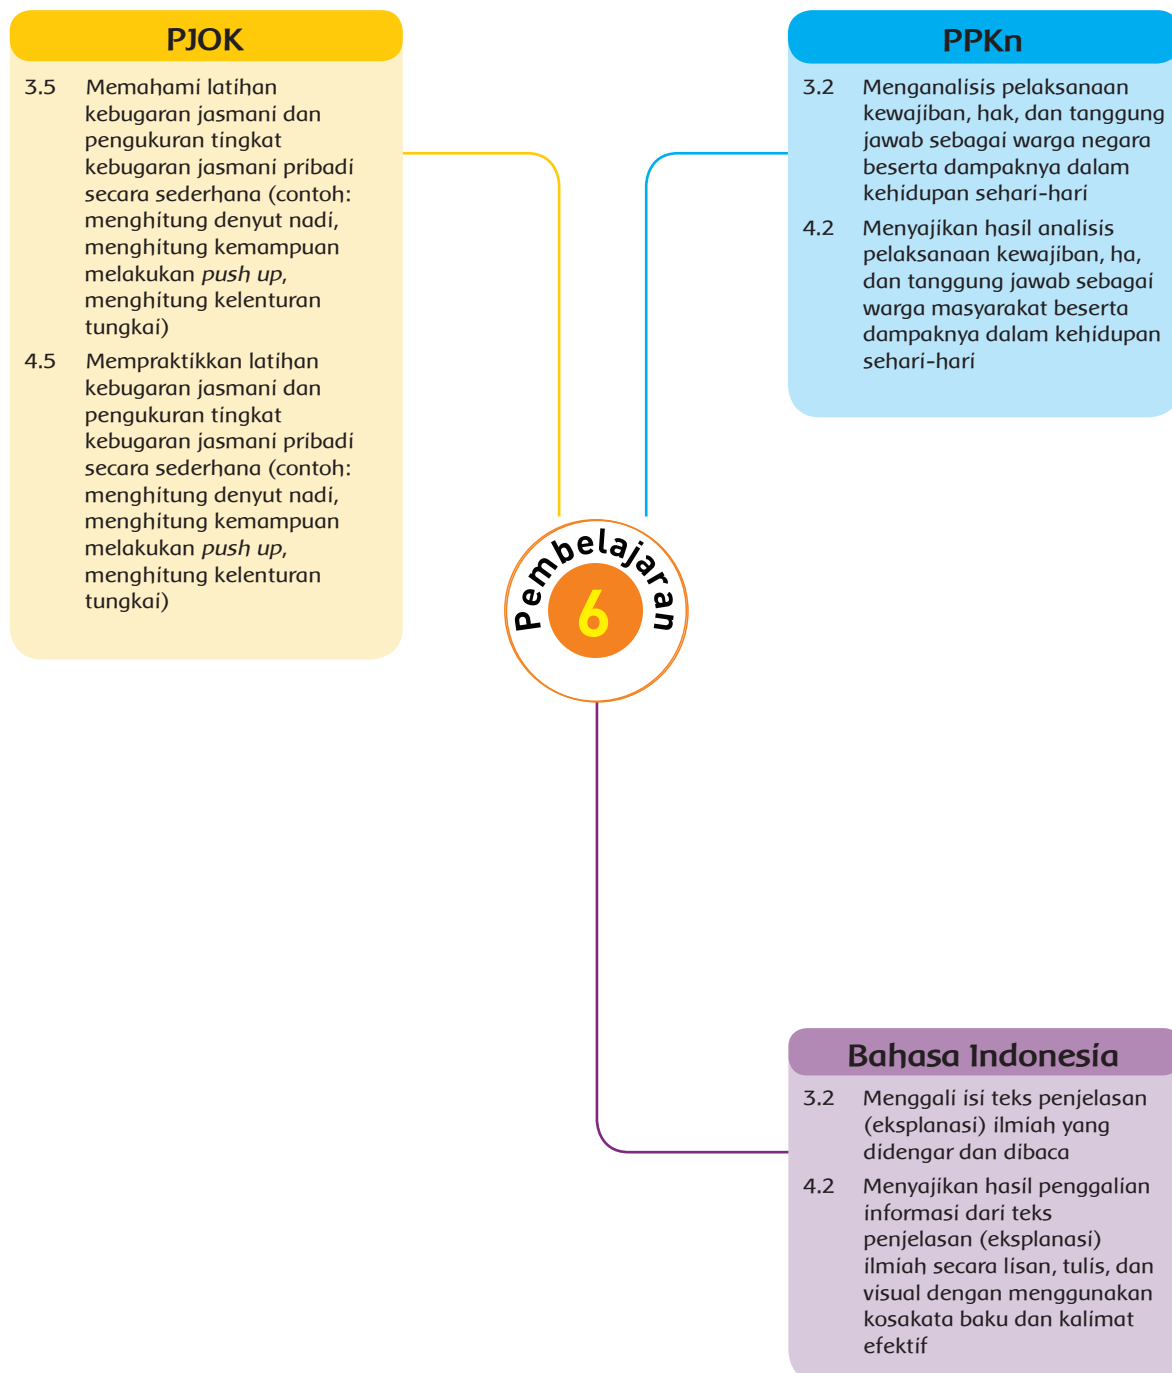 PJOK
3.5 Memahami latihan
kebugaran jasmani dan
pengukuran tingkat
kebugaran jasmani pribadi
secara sederhana (contoh:
menghitung denyut nadi,
menghitung kemampuan
melakukan push up,
menghitung kelenturan
tungkai)
4.5 Mempraktikkan latihan
kebugaran jasmani dan
pengukuran tingkat
kebugaran jasmani pribadi
secara sederhana (contoh:
menghitung denyut nadi,
menghitung kemampuan
melakukan push up,
menghitung kelenturan
tungkai)
PPKn
3.2 Menganalisis pelaksanaan
kewajiban, hak, dan tanggung
jawab sebagai warga negara
beserta dampaknya dalam
kehidupan sehari-hari
4.2 Menyajikan hasil analisis
pelaksanaan kewajiban, ha,
dan tanggung jawab sebagai
warga masyarakat beserta
dampaknya dalam kehidupan
sehari-hari
Pembelajaran
6
Bahasa Indonesia
3.2 Menggali isi teks penjelasan
(eksplanasi) ilmiah yang
didengar dan dibaca
4.2 Menyajikan hasil penggalian
informasi dari teks
penjelasan (eksplanasi)
ilmiah secara lisan, tulis, dan
visual dengan menggunakan
kosakata baku dan kalimat
efektif